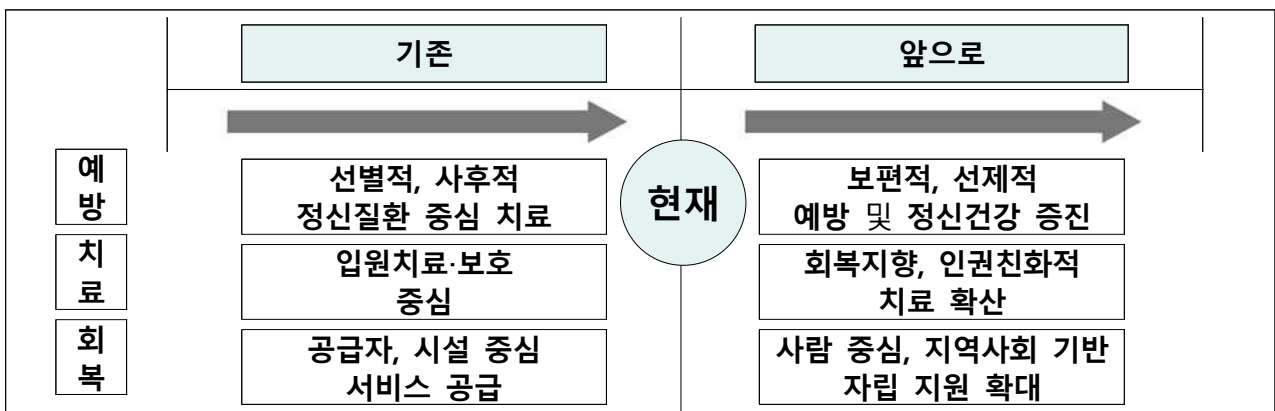 기존
앞으로
예
방
선별적, 사후적
정신질환 중심 치료
현재
보편적, 선제적
예방 및 정신건강 증진
치
료
입원치료·보호
중심
회복지향, 인권친화적
치료 확산
회
복
공급자, 시설 중심
서비스 공급
사람 중심, 지역사회 기반
자립 지원 확대